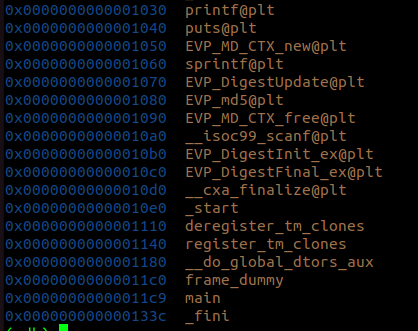 0x0000000000001030 printf@plt
0x0000000000001040 puts@plt
0x0000000000001050 EVP_MD_CTX_new@plt
0x0000000000001060 sprintf@plt
0x0000000000001070 EVP_DigestUpdate@plt
0x0000000000001080 EVP_md5@plt
0x0000000000001090 EVP_MD_CTX_free@plt
0x00000000000010a0 __isoc99_scanf@plt
0x00000000000010b0 EVP_DigestInit_ex@plt
0x00000000000010c0 EVP_DigestFinal_ex@plt
0x00000000000010d0 __cxa_finalize@plt
0x00000000000010e0 _start
0x0000000000001110 deregister_tm_clones
0x0000000000001140 register_tm_clones
0x0000000000001180 __do_global_dtors_aux
0x00000000000011c0 frame_dummy
0x00000000000011c9 main
0x000000000000133c _fini